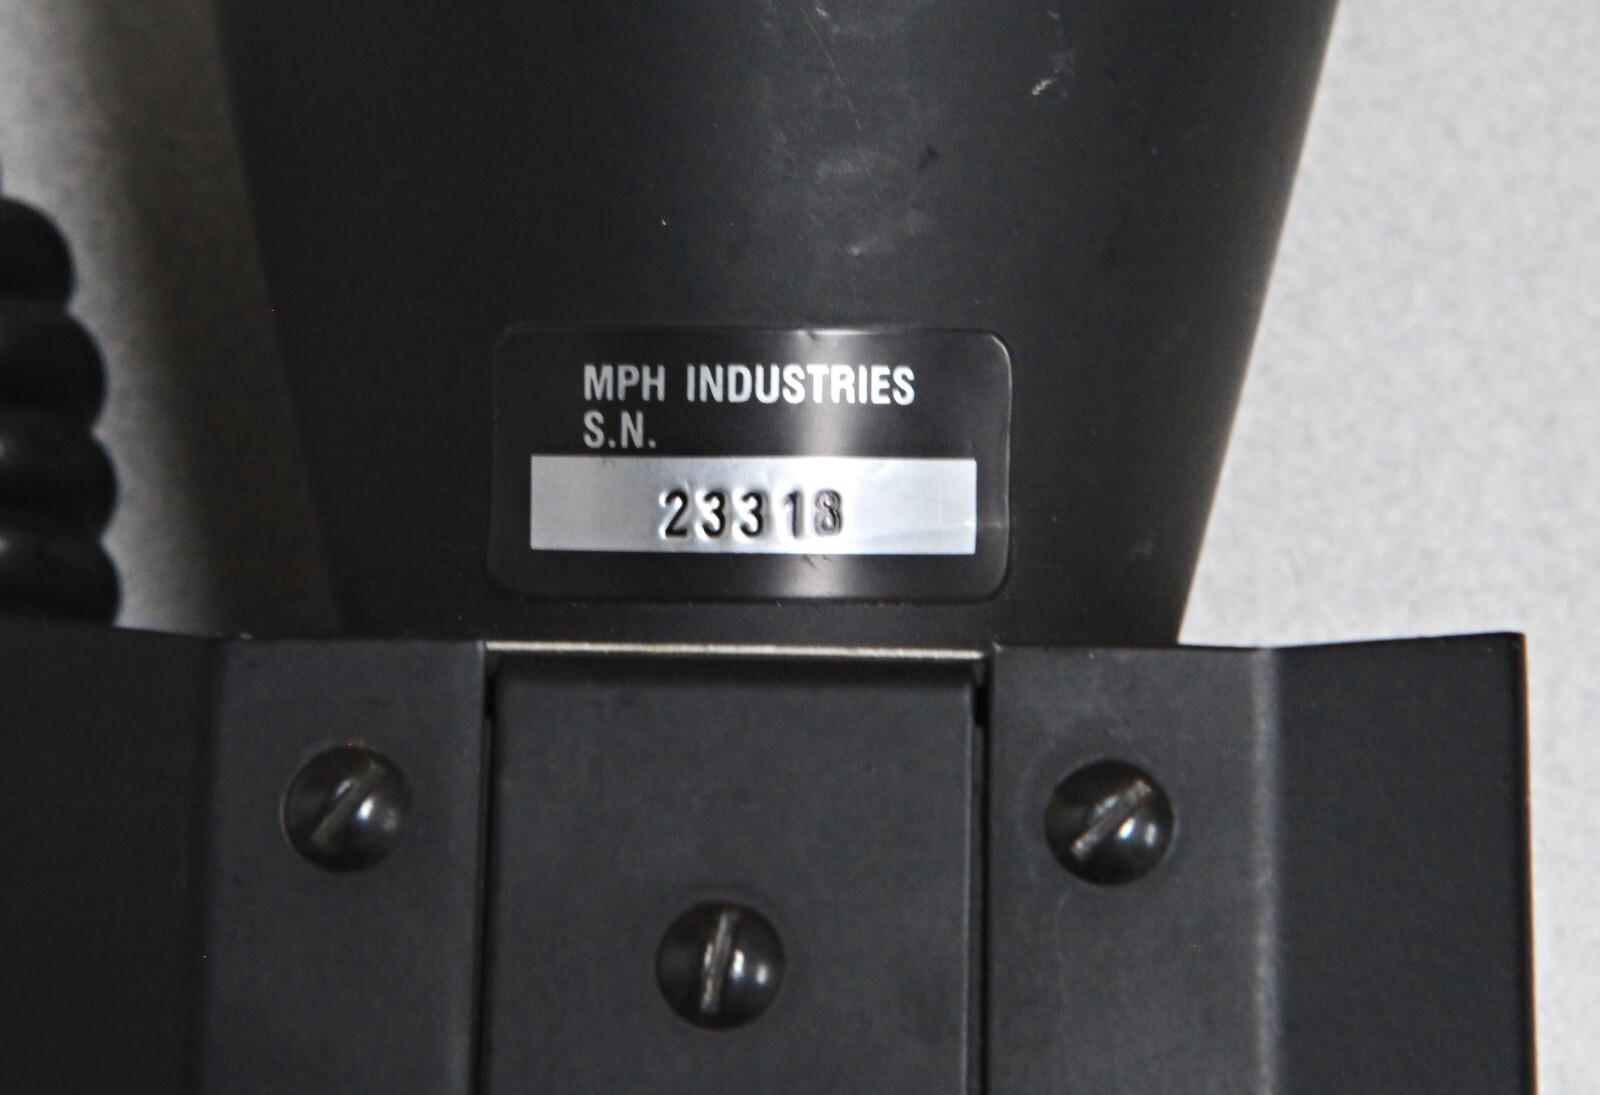 MPH INDUSTRIES
S.N.
23318